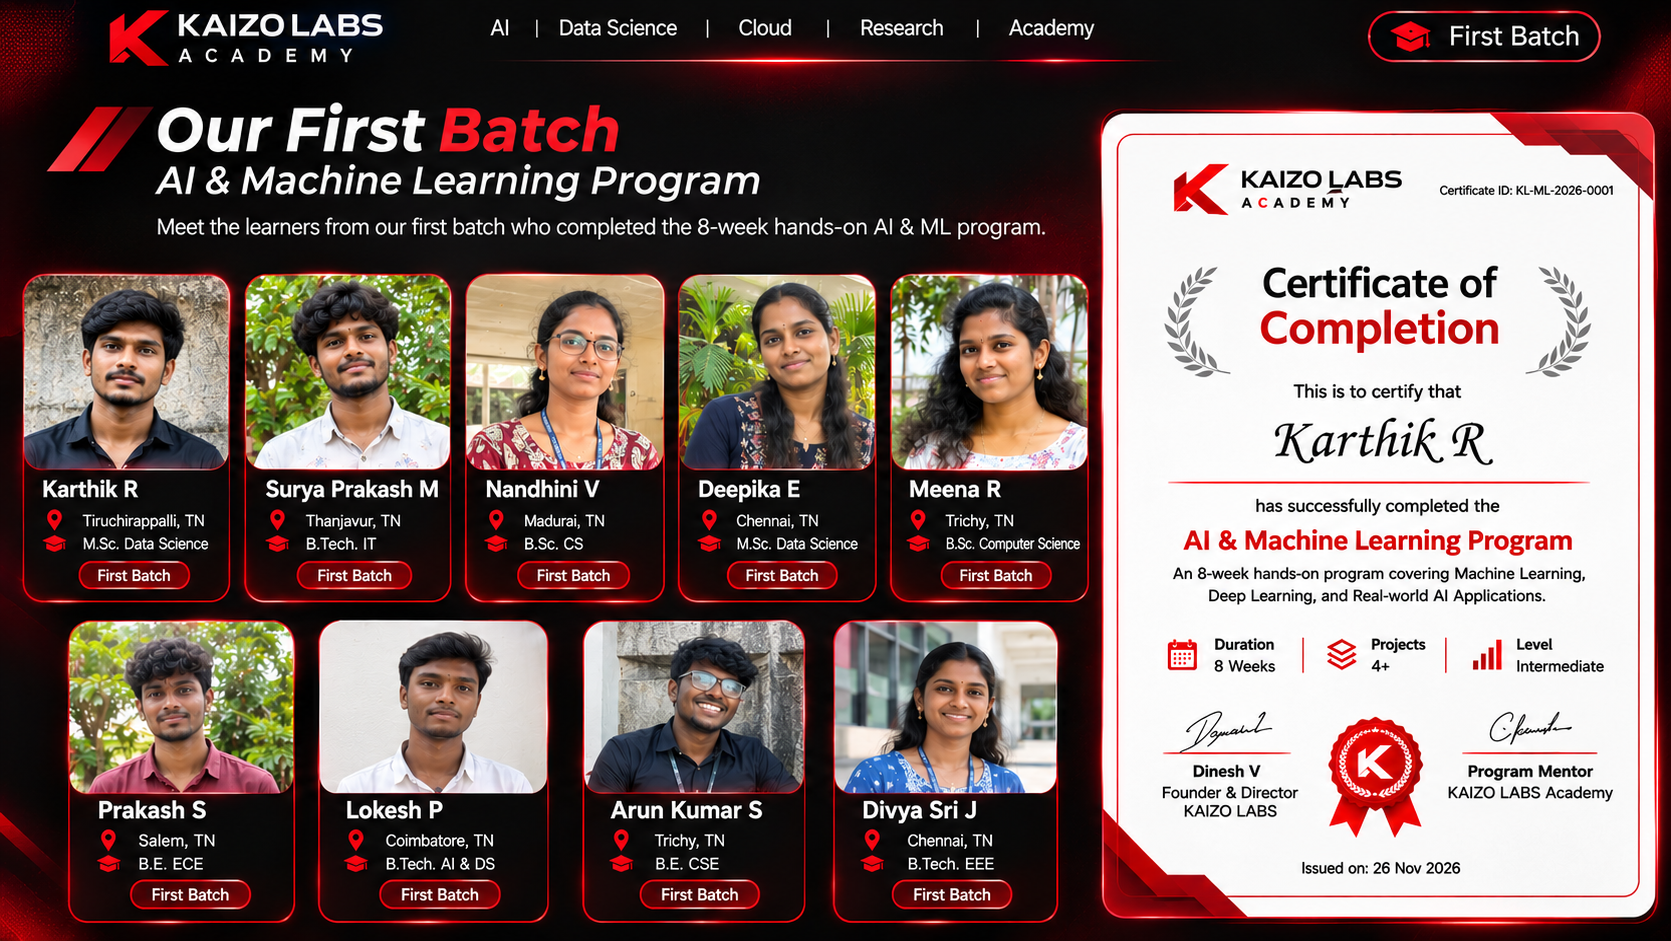 KAIZO LABS
ACADEMY
AI | Data Science | Cloud | Research | Academy
First Batch
Our First Batch
AI & Machine Learning Program
Meet the learners from our first batch who completed the 8-week hands-on AI & ML program.
Karthik R
Tiruchirappalli, TN
M.Sc. Data Science
First Batch
Surya Prakash M
Thanjavur, TN
B.Tech. IT
First Batch
Nandhini V
Madurai, TN
B.Sc. CS
First Batch
Deepika E
Chennai, TN
M.Sc. Data Science
First Batch
Meena R
Trichy, TN
B.Sc. Computer Science
First Batch
Prakash S
Salem, TN
B.E. ECE
First Batch
Lokesh P
Coimbatore, TN
B.Tech. AI & DS
First Batch
Arun Kumar S
Trichy, TN
B.E. CSE
First Batch
Divya Sri J
Chennai, TN
B.Tech. EEE
First Batch
KAIZO LABS
ACADEMY
Certificate ID: KL-ML-2026-0001
Certificate of
Completion
This is to certify that
Karthik R
has successfully completed the
AI & Machine Learning Program
An 8-week hands-on program covering Machine Learning,
Deep Learning, and Real-world AI Applications.
Duration
8 Weeks
Projects
4+
Level
Intermediate
Dinesh V
Founder & Director
KAIZO LABS
K
Program Mentor
KAIZO LABS Academy
Issued on: 26 Nov 2026